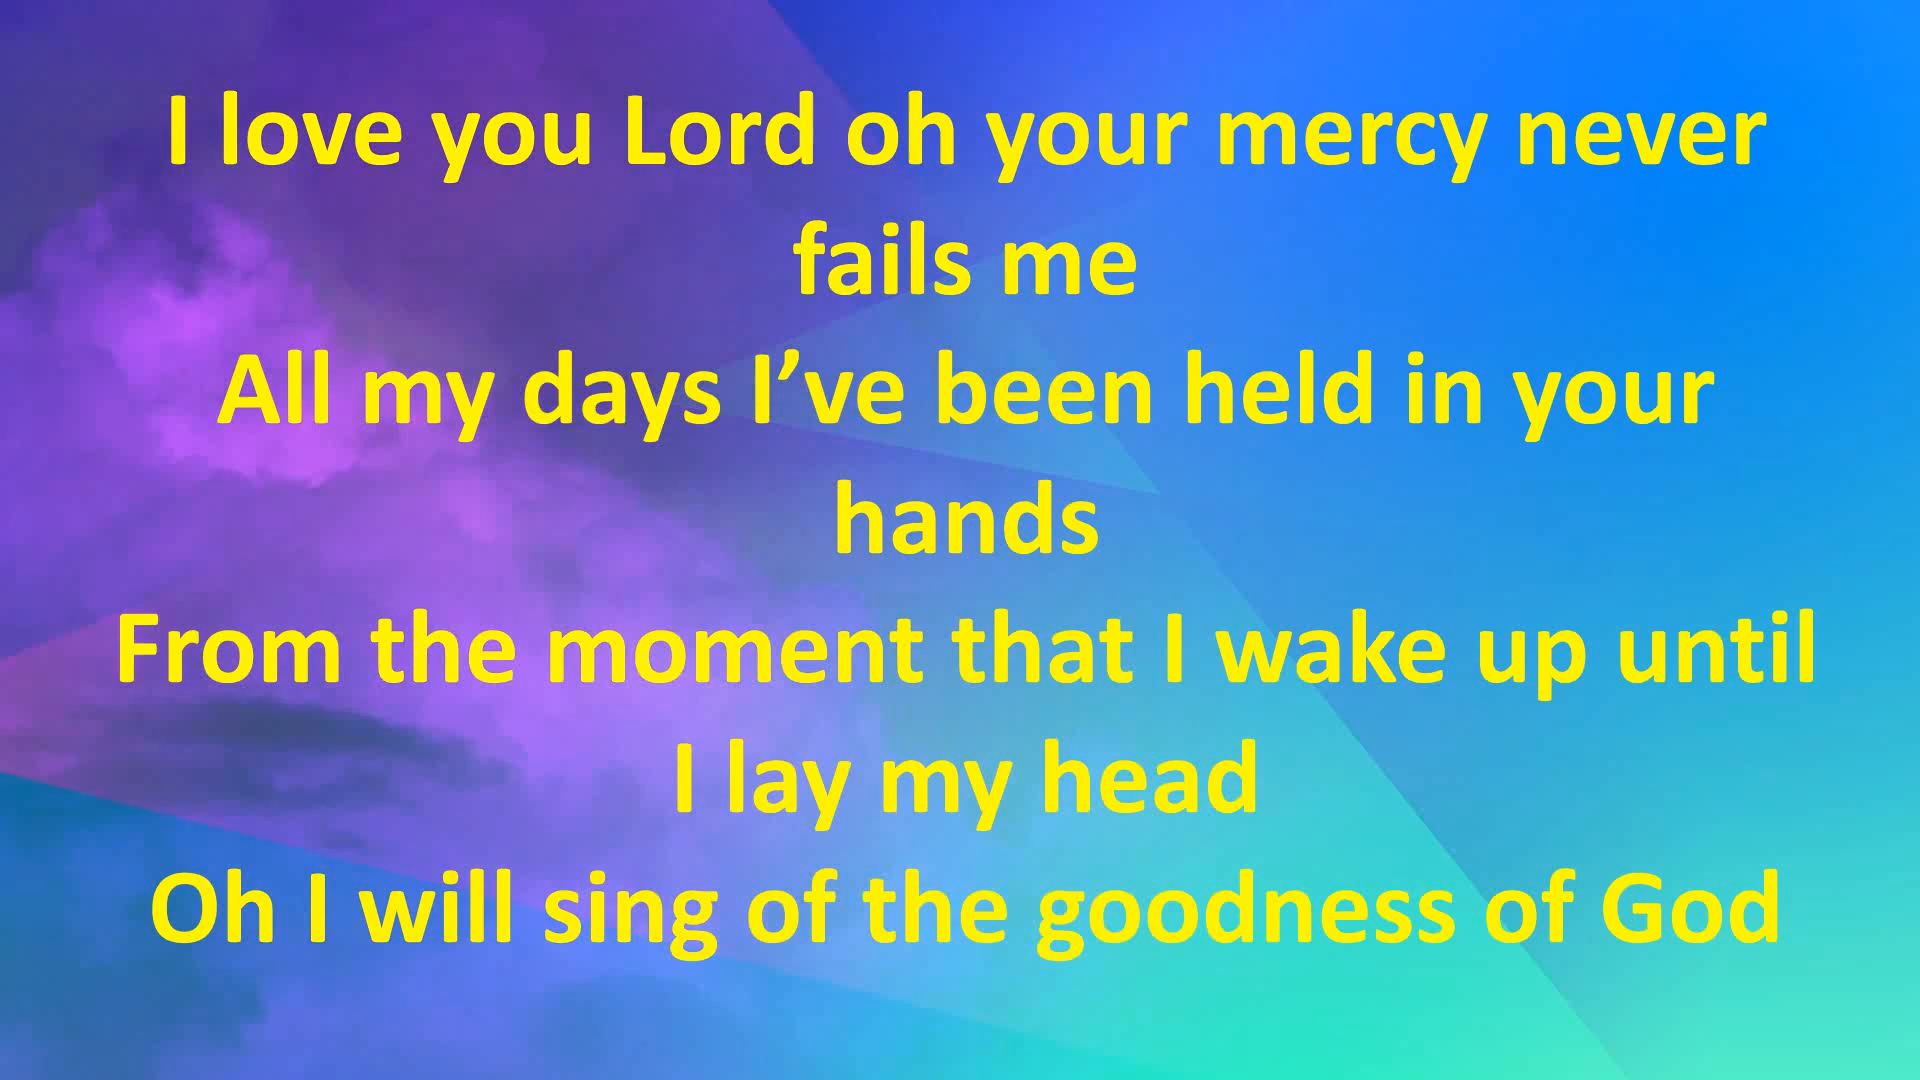 I love you Lord oh your mercy never
fails me
All my days I’ve been held in your
hands
From the moment that I wake up until
I lay my head
Oh I will sing of the goodness of God